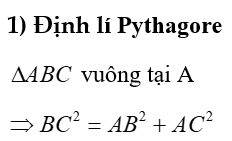 1) Định lí Pythagore
ΔABC vuông tại A
⇒ BC² = AB² + AC²